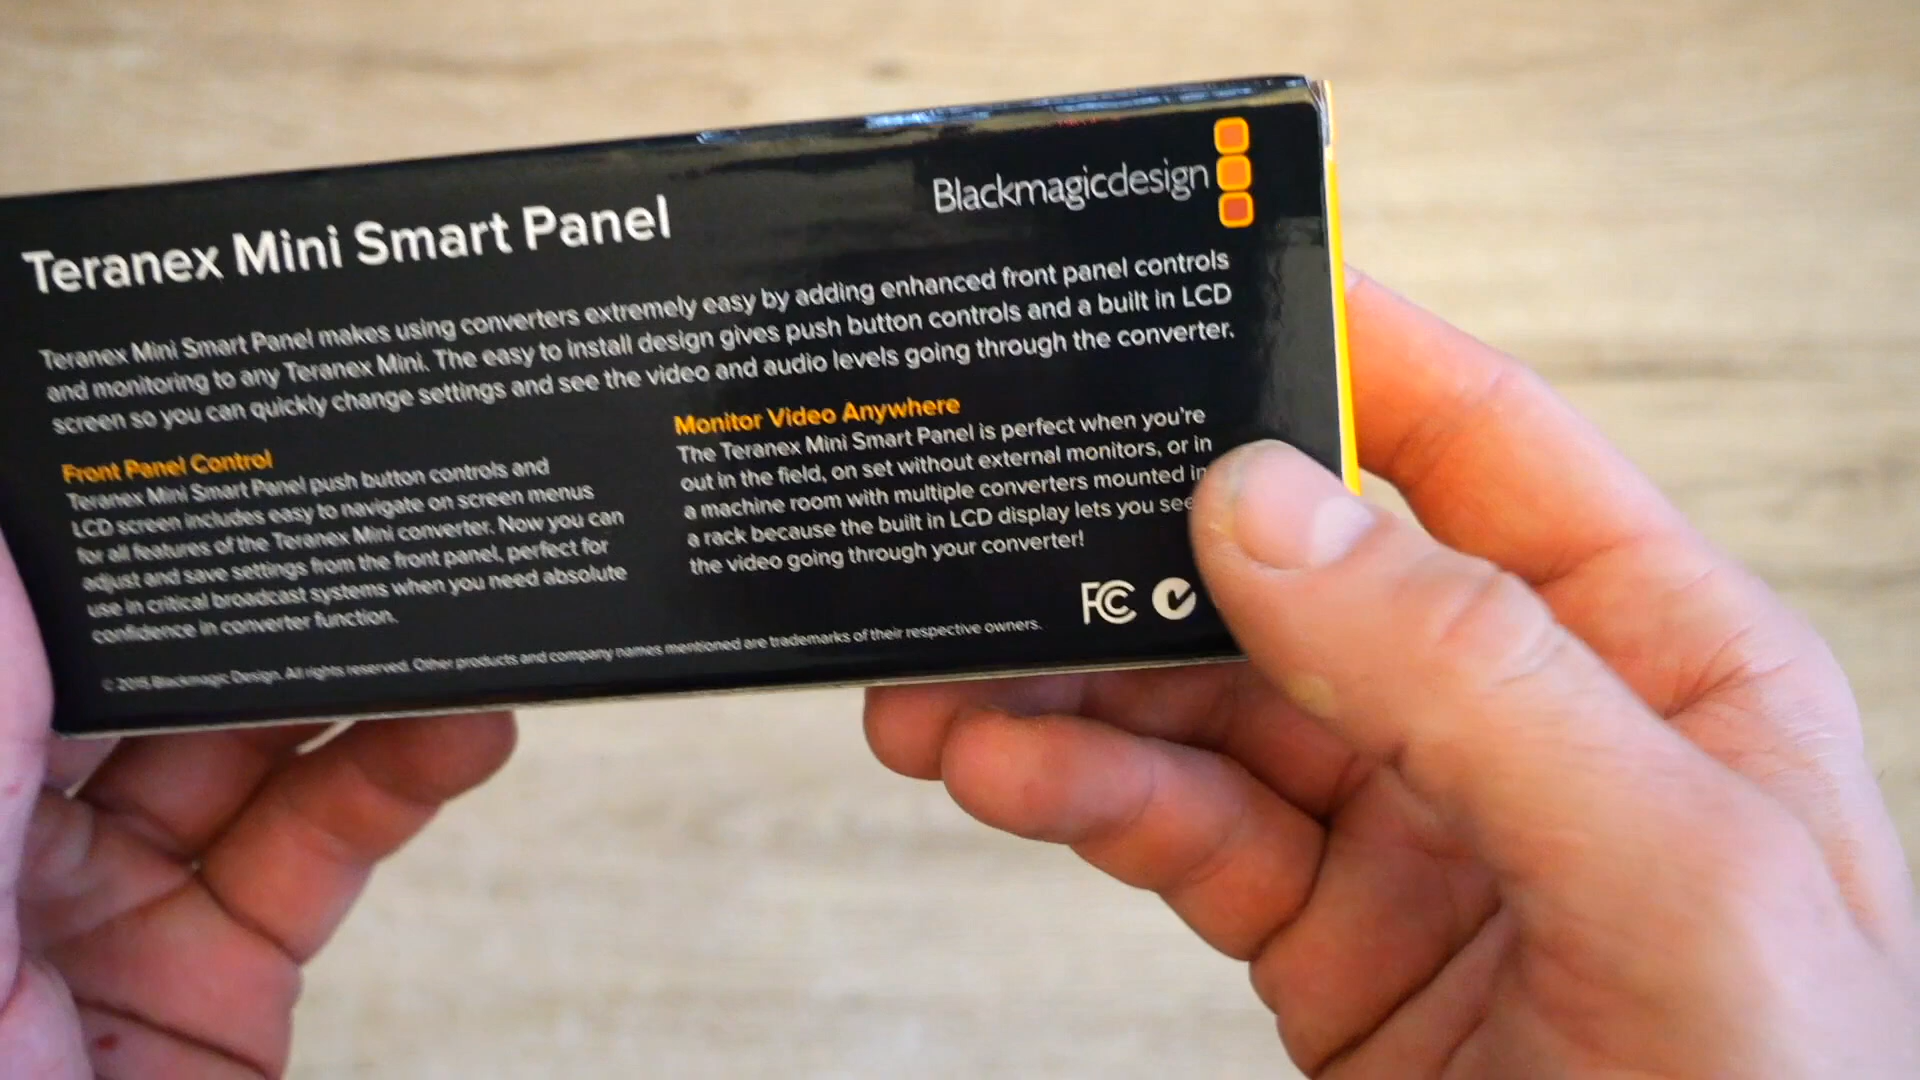 Blackmagicdesign
Teranex Mini Smart Panel
Teranex Mini Smart Panel makes using converters extremely easy by adding enhanced front panel controls
and monitoring to any Teranex Mini. The easy to install design gives push button controls and a built in LCD
screen so you can quickly change settings and see the video and audio levels going through the converter.
Front Panel Control
Teranex Mini Smart Panel push button controls and
LCD screen includes easy to navigate on screen menus
for all features of the Teranex Mini converter. Now you can
adjust and save settings from the front panel, perfect for
use in critical broadcast systems when you need absolute
confidence in converter function.
Monitor Video Anywhere
The Teranex Mini Smart Panel is perfect when you're
out in the field, on set without external monitors, or in
a machine room with multiple converters mounted in
a rack because the built in LCD display lets you see
the video going through your converter!
FC
© 2015 Blackmagic Design. All rights reserved. Other products and company names mentioned are trademarks of their respective owners.